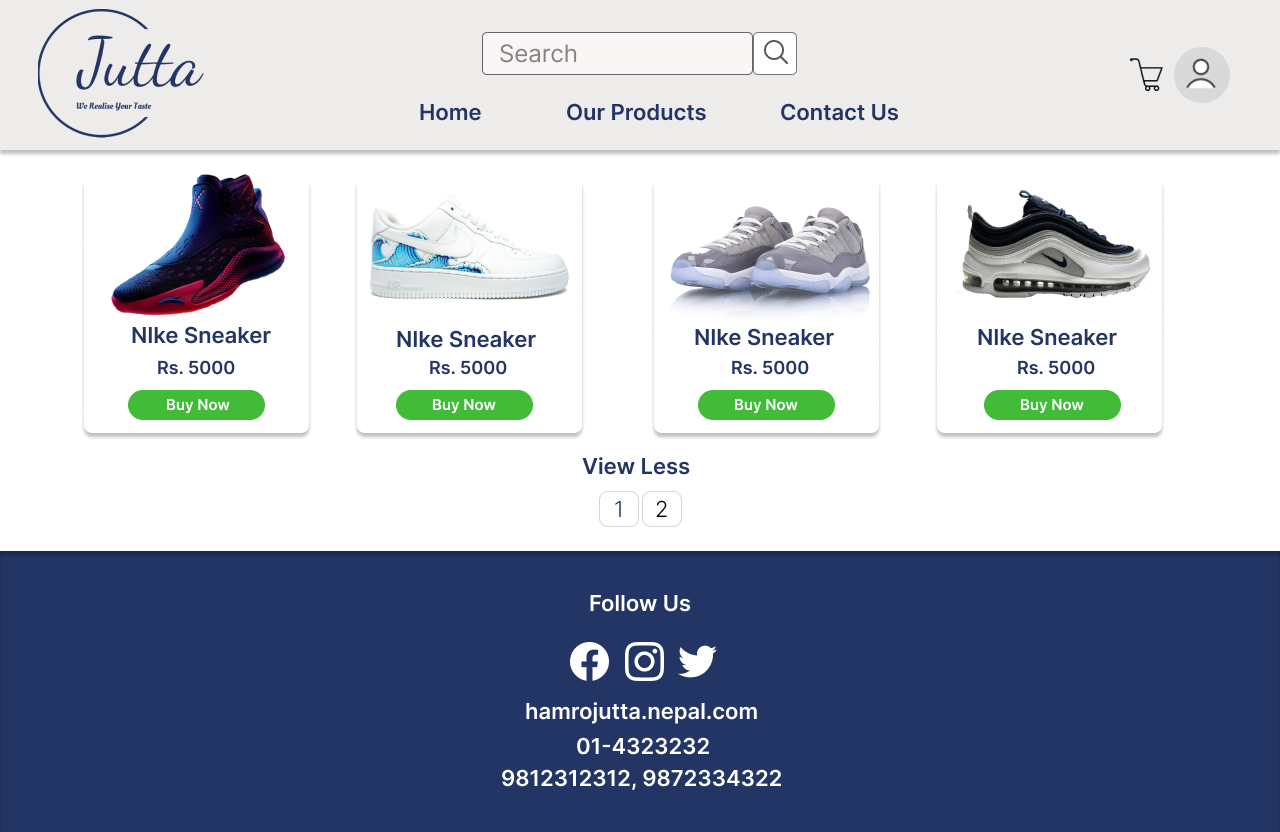 Jutta
We Realise Your Taste
Search
Home Our Products Contact Us
NIke Sneaker NIke Sneaker NIke Sneaker NIke Sneaker
Rs. 5000 Rs. 5000 Rs. 5000 Rs. 5000
Buy Now Buy Now Buy Now Buy Now
View Less
1 2
Follow Us
hamrojutta.nepal.com
01-4323232
9812312312, 9872334322